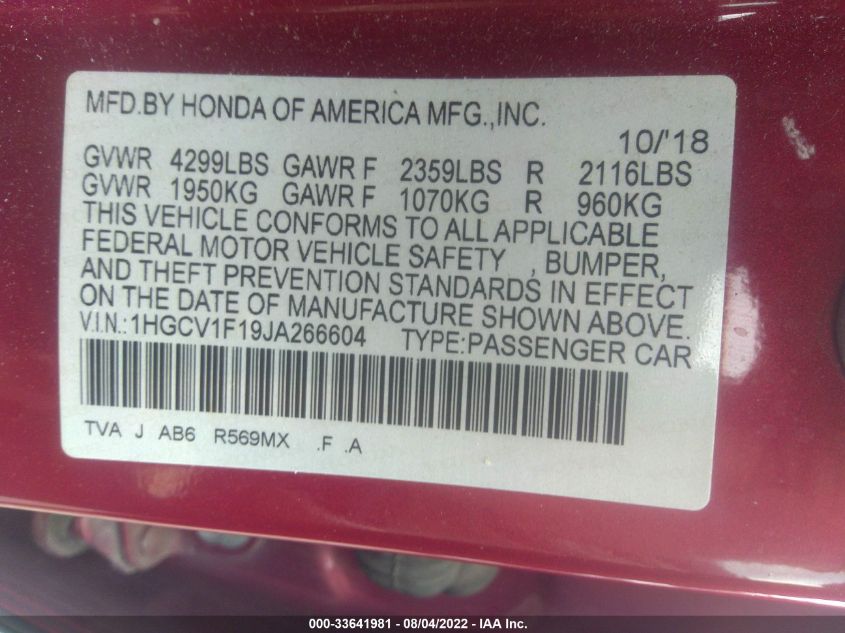 MFD.BY HONDA OF AMERICA MFG.,INC.
10/'18
GVWR 4299LBS GAWR F 2359LBS R 2116LBS
GVWR 1950KG GAWR F 1070KG R 960KG
THIS VEHICLE CONFORMS TO ALL APPLICABLE
FEDERAL MOTOR VEHICLE SAFETY , BUMPER,
AND THEFT PREVENTION STANDARDS IN EFFECT
ON THE DATE OF MANUFACTURE SHOWN ABOVE.
V.I.N.:1HGCV1F19JA266604 TYPE:PASSENGER CAR
TVA J AB6 R569MX .F .A
000-33641981 - 08/04/2022 - IAA Inc.